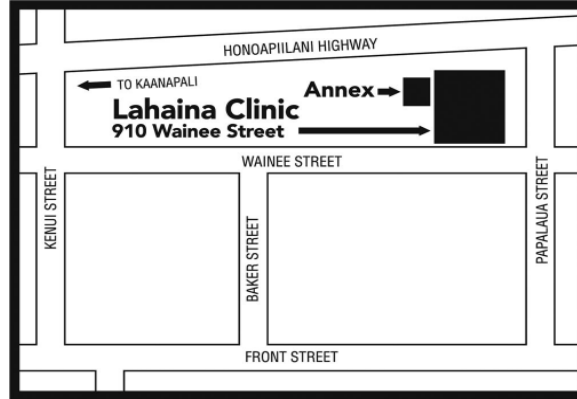 HONOAPIILANI HIGHWAY
TO KAANAPALI
Annex
Lahaina Clinic
910 Wainee Street
WAINEE STREET
KENUI STREET
BAKER STREET
PAPALAUA STREET
FRONT STREET